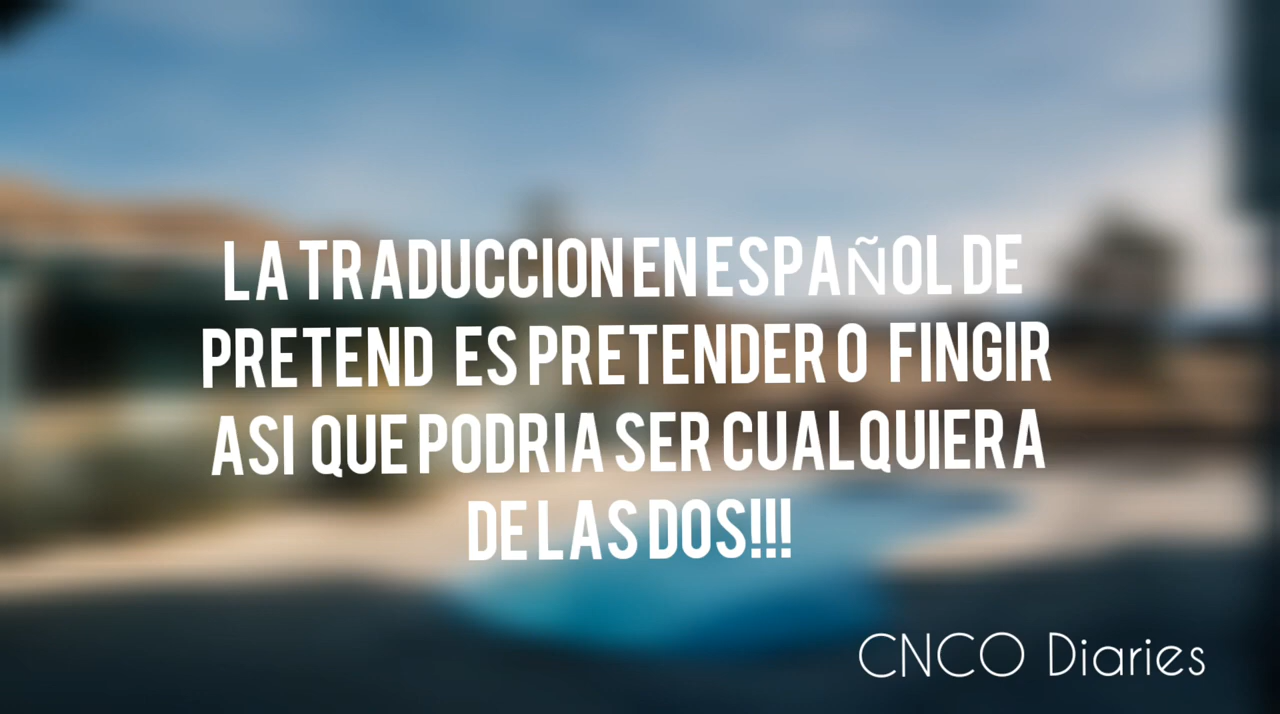 LA TRADUCCION EN ESPAÑOL DE
PRETEND ES PRETENDER O FINGIR
ASI QUE PODRIA SER CUALQUIERA
DE LAS DOS!!!
CNCO Diaries